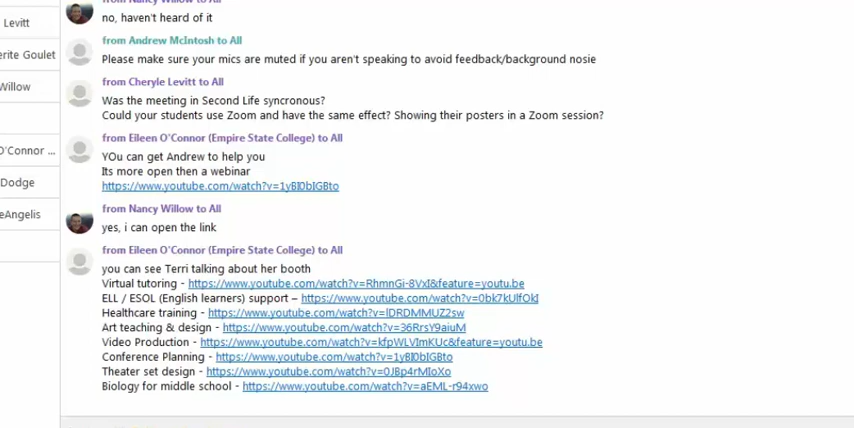 from Nancy Willow to All
no, haven't heard of it
Levitt
from Andrew McIntosh to All
erite Goulet
Please make sure your mics are muted if you aren't speaking to avoid feedback/background nosie
Willow
from Cheryle Levitt to All
Was the meeting in Second Life syncronous?
Could your students use Zoom and have the same effect? Showing their posters in a Zoom session?
from Eileen O'Connor (Empire State College) to All
O'Connor ...
YOu can get Andrew to help you
Its more open then a webinar
Dodge
https://www.youtube.com/watch?v=1yBI0bIGBto
from Nancy Willow to All
eAngelis
yes, i can open the link
from Eileen O'Connor (Empire State College) to All
you can see Terri talking about her booth
Virtual tutoring - https://www.youtube.com/watch?v=RhmnGi-8VxI&feature=youtu.be
ELL / ESOL (English learners) support – https://www.youtube.com/watch?v=0bk7kUlfOkI
Healthcare training - https://www.youtube.com/watch?v=lDRDMMUZ2sw
Art teaching & design - https://www.youtube.com/watch?v=36RrsY9aiuM
Video Production - https://www.youtube.com/watch?v=kfpWLVImKUc&feature=youtu.be
Conference Planning - https://www.youtube.com/watch?v=1yBI0bIGBto
Theater set design - https://www.youtube.com/watch?v=0JBp4rMIoXo
Biology for middle school - https://www.youtube.com/watch?v=aEML-r94xwo